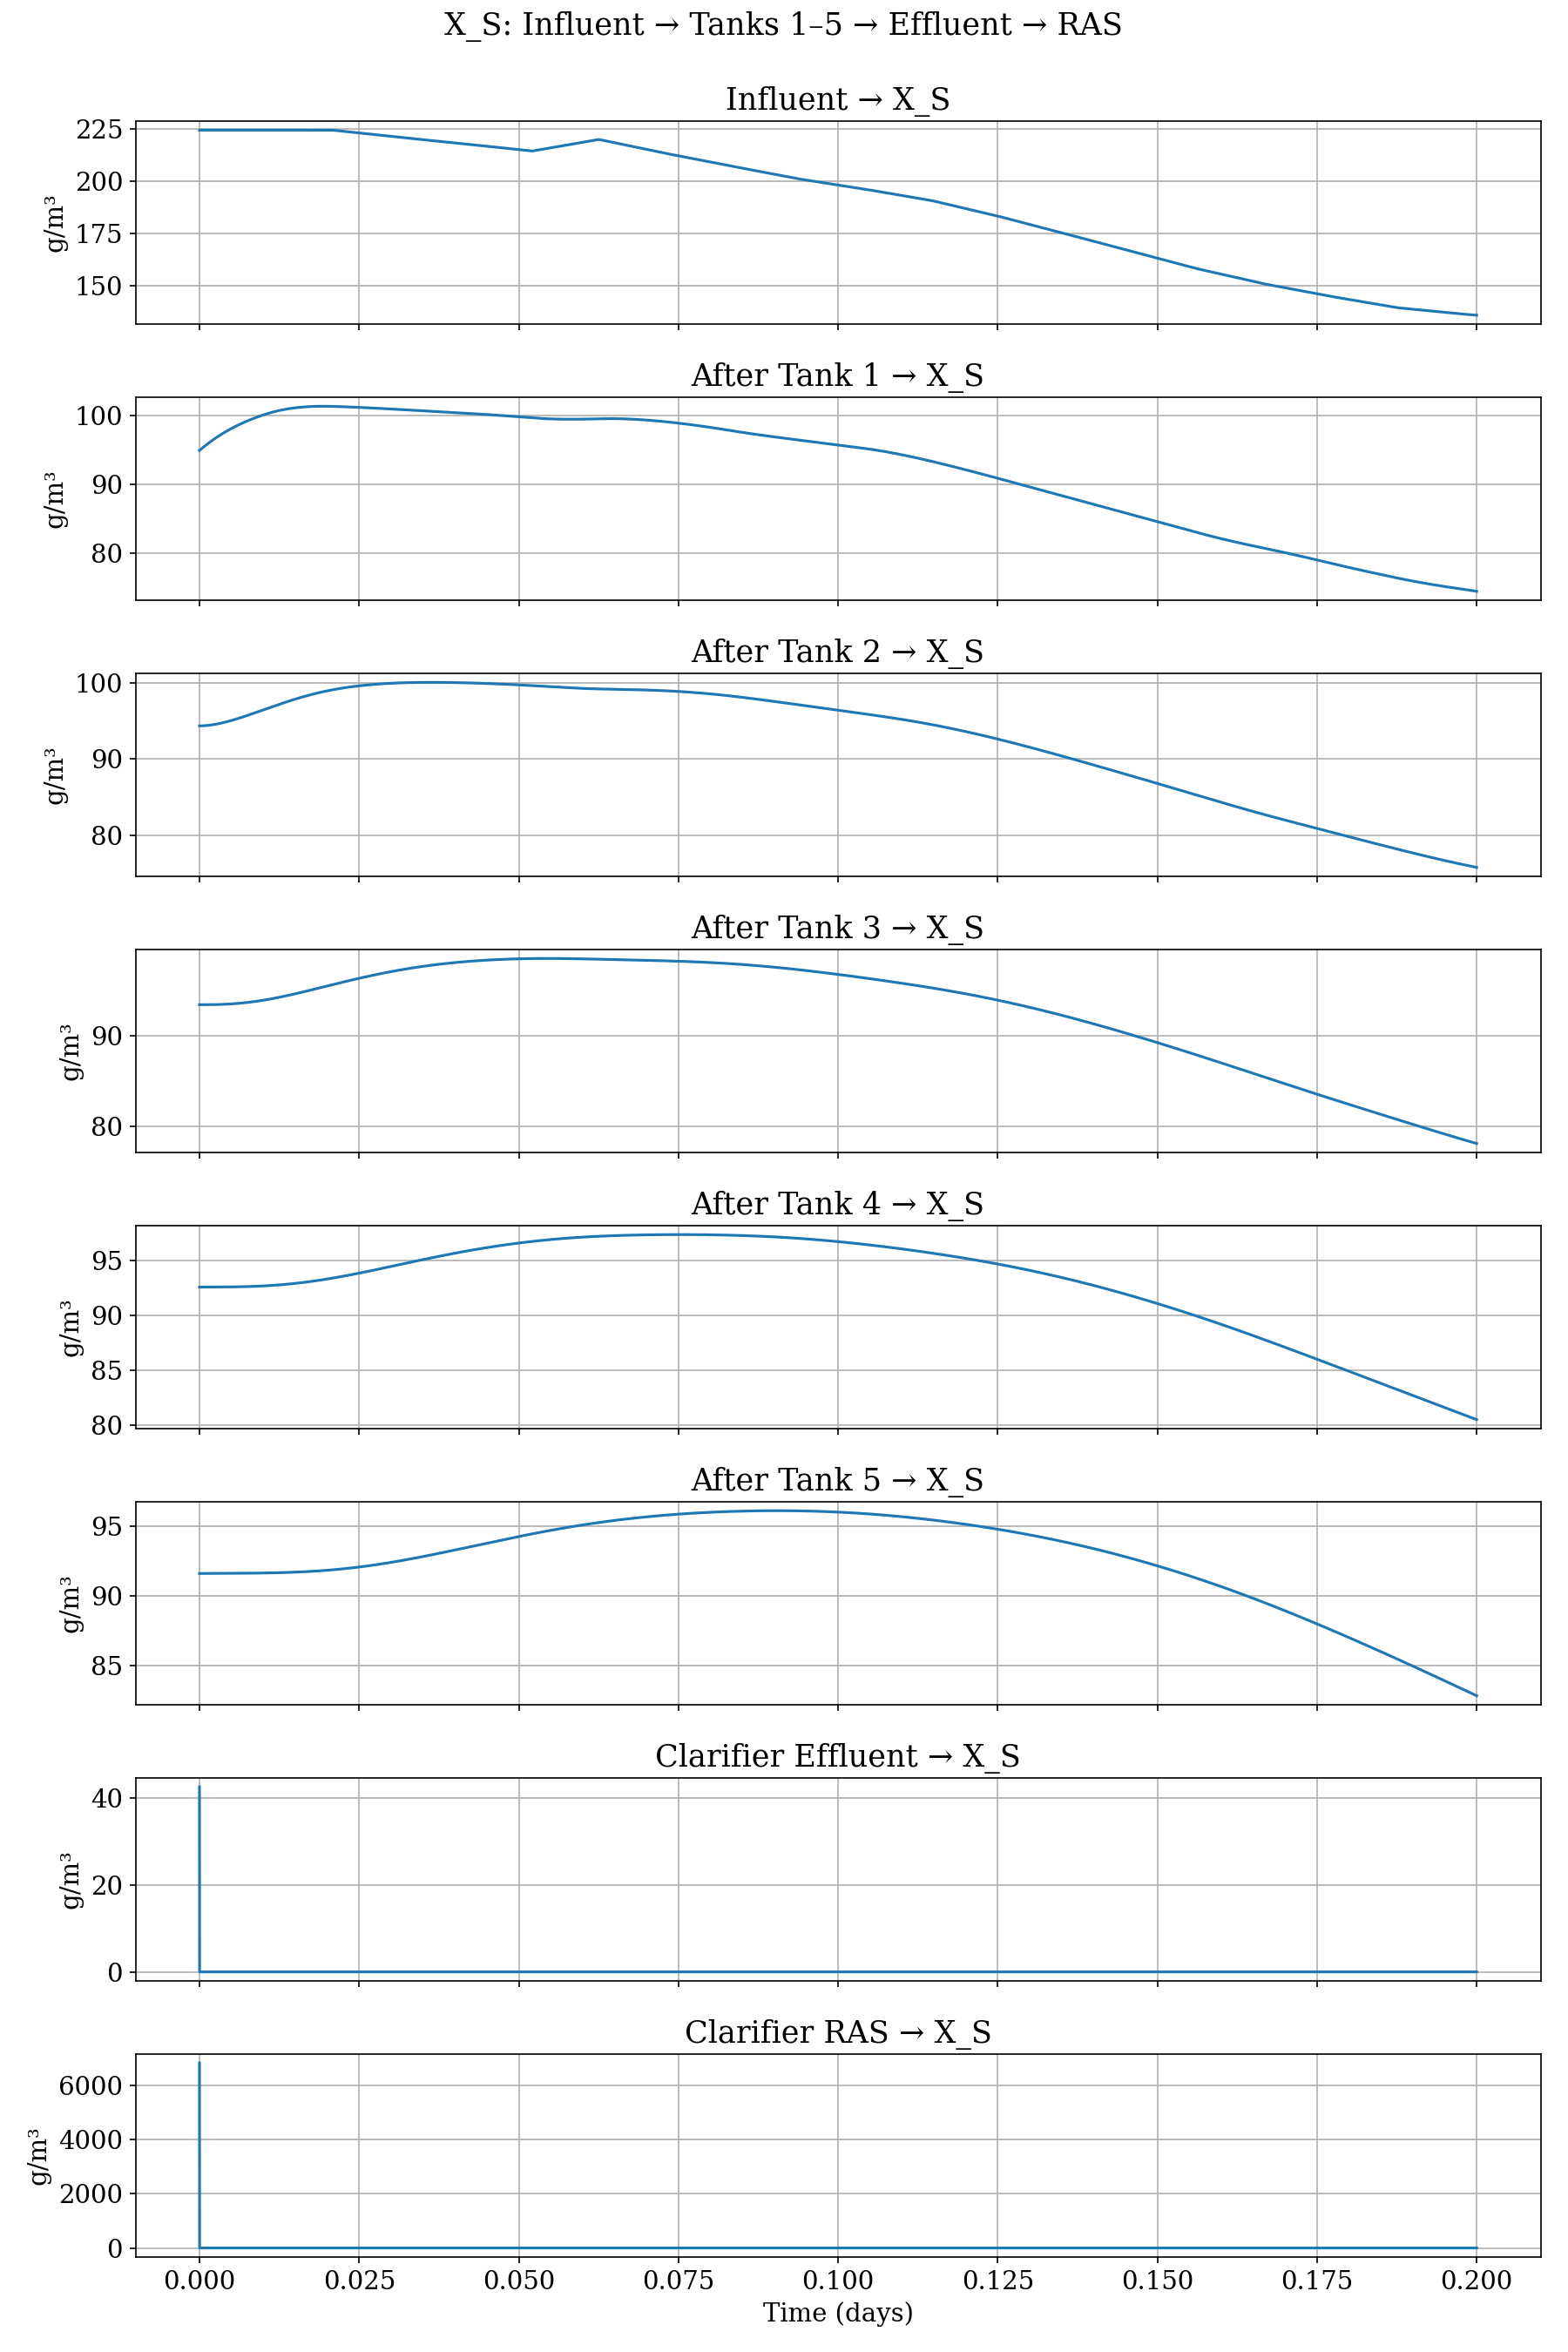 X_S: Influent → Tanks 1–5 → Effluent → RAS
Influent → X_S
225
200
175
150
g/m³
After Tank 1 → X_S
100
90
80
g/m³
After Tank 2 → X_S
100
90
80
g/m³
After Tank 3 → X_S
90
80
g/m³
After Tank 4 → X_S
95
90
85
80
g/m³
After Tank 5 → X_S
95
90
85
g/m³
Clarifier Effluent → X_S
40
20
0
g/m³
Clarifier RAS → X_S
6000
4000
2000
0
g/m³
0.000 0.025 0.050 0.075 0.100 0.125 0.150 0.175 0.200
Time (days)